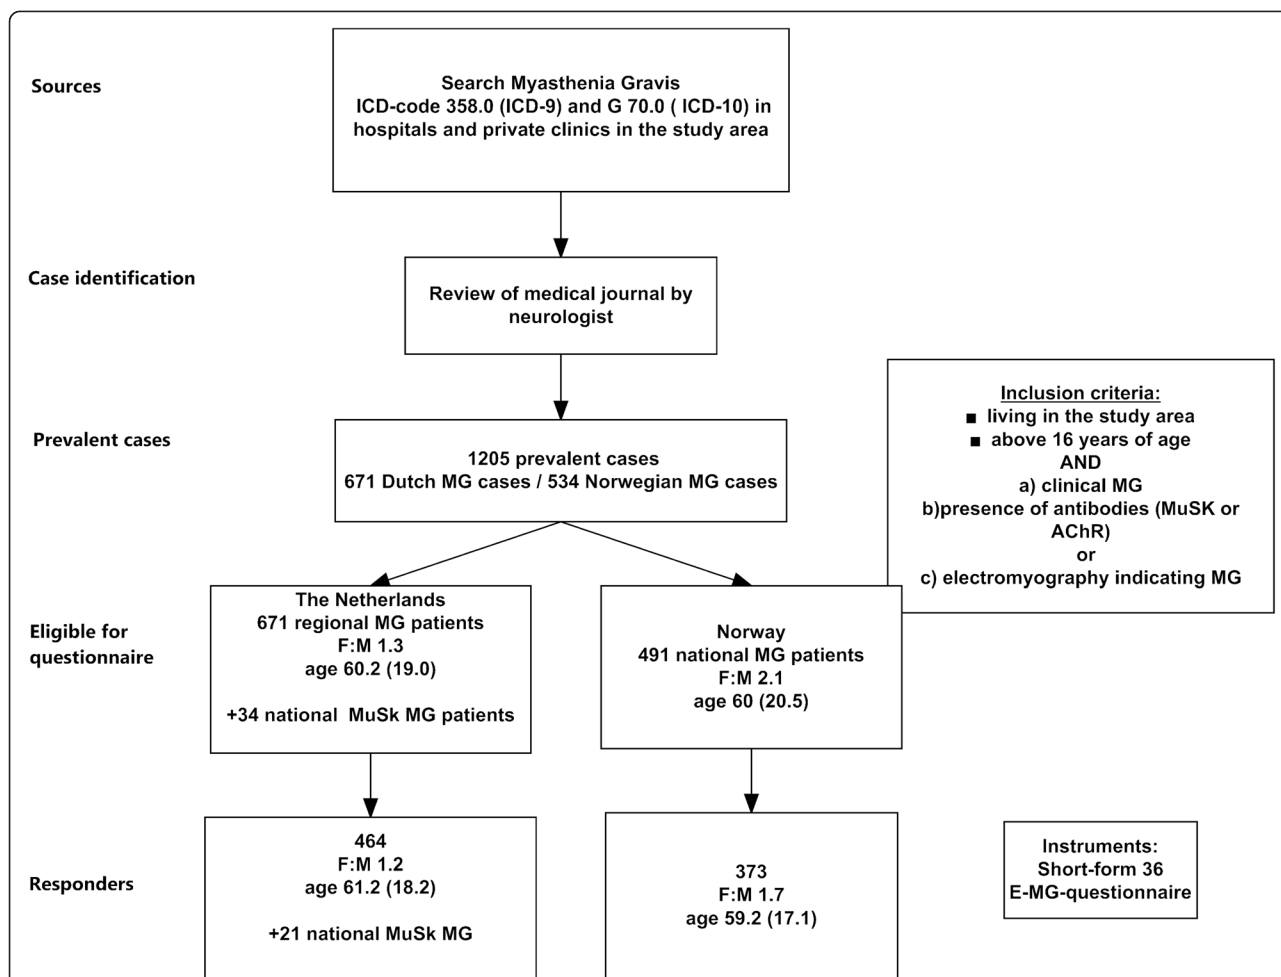 Sources
Search Myasthenia Gravis
ICD-code 358.0 (ICD-9) and G 70.0 ( ICD-10) in
hospitals and private clinics in the study area
Case identification
Review of medical journal by
neurologist
Prevalent cases
1205 prevalent cases
671 Dutch MG cases / 534 Norwegian MG cases
Inclusion criteria:
■ living in the study area
■ above 16 years of age
AND
a) clinical MG
b)presence of antibodies (MuSK or
AChR)
or
c) electromyography indicating MG
Eligible for
questionnaire
The Netherlands
671 regional MG patients
F:M 1.3
age 60.2 (19.0)
+34 national MuSk MG patients
Norway
491 national MG patients
F:M 2.1
age 60 (20.5)
Responders
464
F:M 1.2
age 61.2 (18.2)
+21 national MuSk MG
373
F:M 1.7
age 59.2 (17.1)
Instruments:
Short-form 36
E-MG-questionnaire